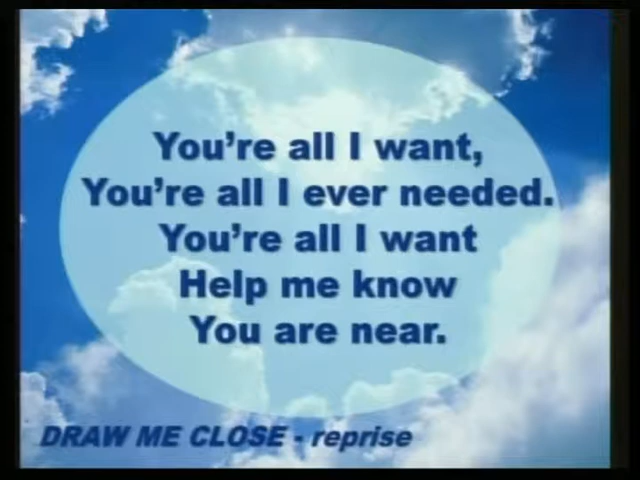 You're all I want,
You're all I ever needed.
You're all I want
Help me know
You are near.
DRAW ME CLOSE - reprise